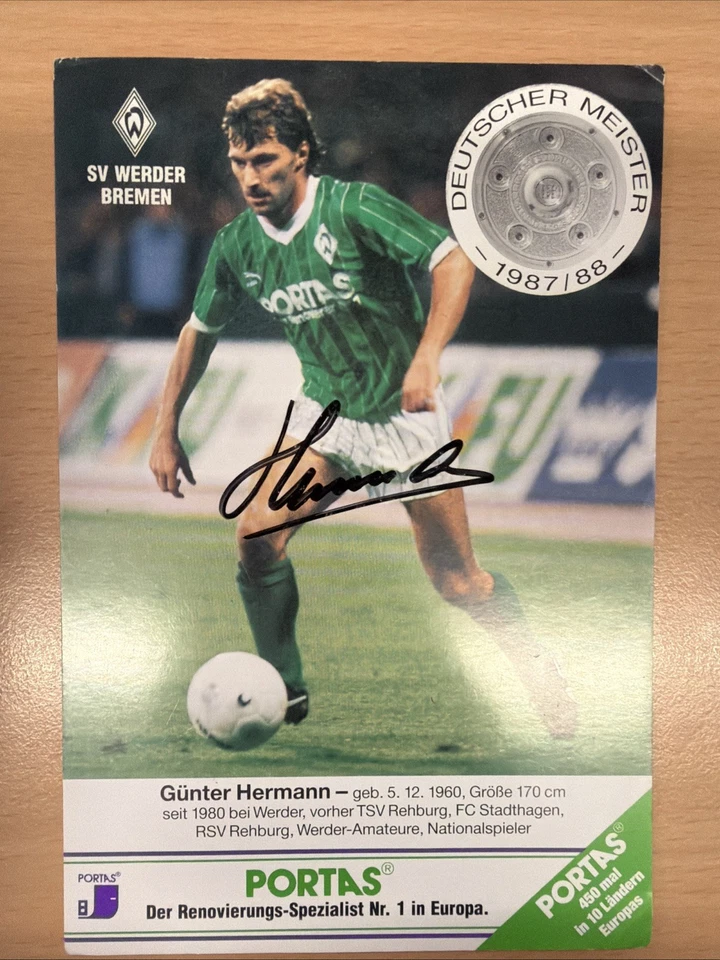 SV WERDER
BREMEN
DEUTSCHER MEISTER
– 1987/88 –
PORTAS
Hermann
Günter Hermann – geb. 5. 12. 1960, Größe 170 cm
seit 1980 bei Werder, vorher TSV Rehburg, FC Stadthagen,
RSV Rehburg, Werder-Amateure, Nationalspieler
PORTAS®
PORTAS®
Der Renovierungs-Spezialist Nr. 1 in Europa.
PORTAS®
450 mal
in 10 Ländern
Europas